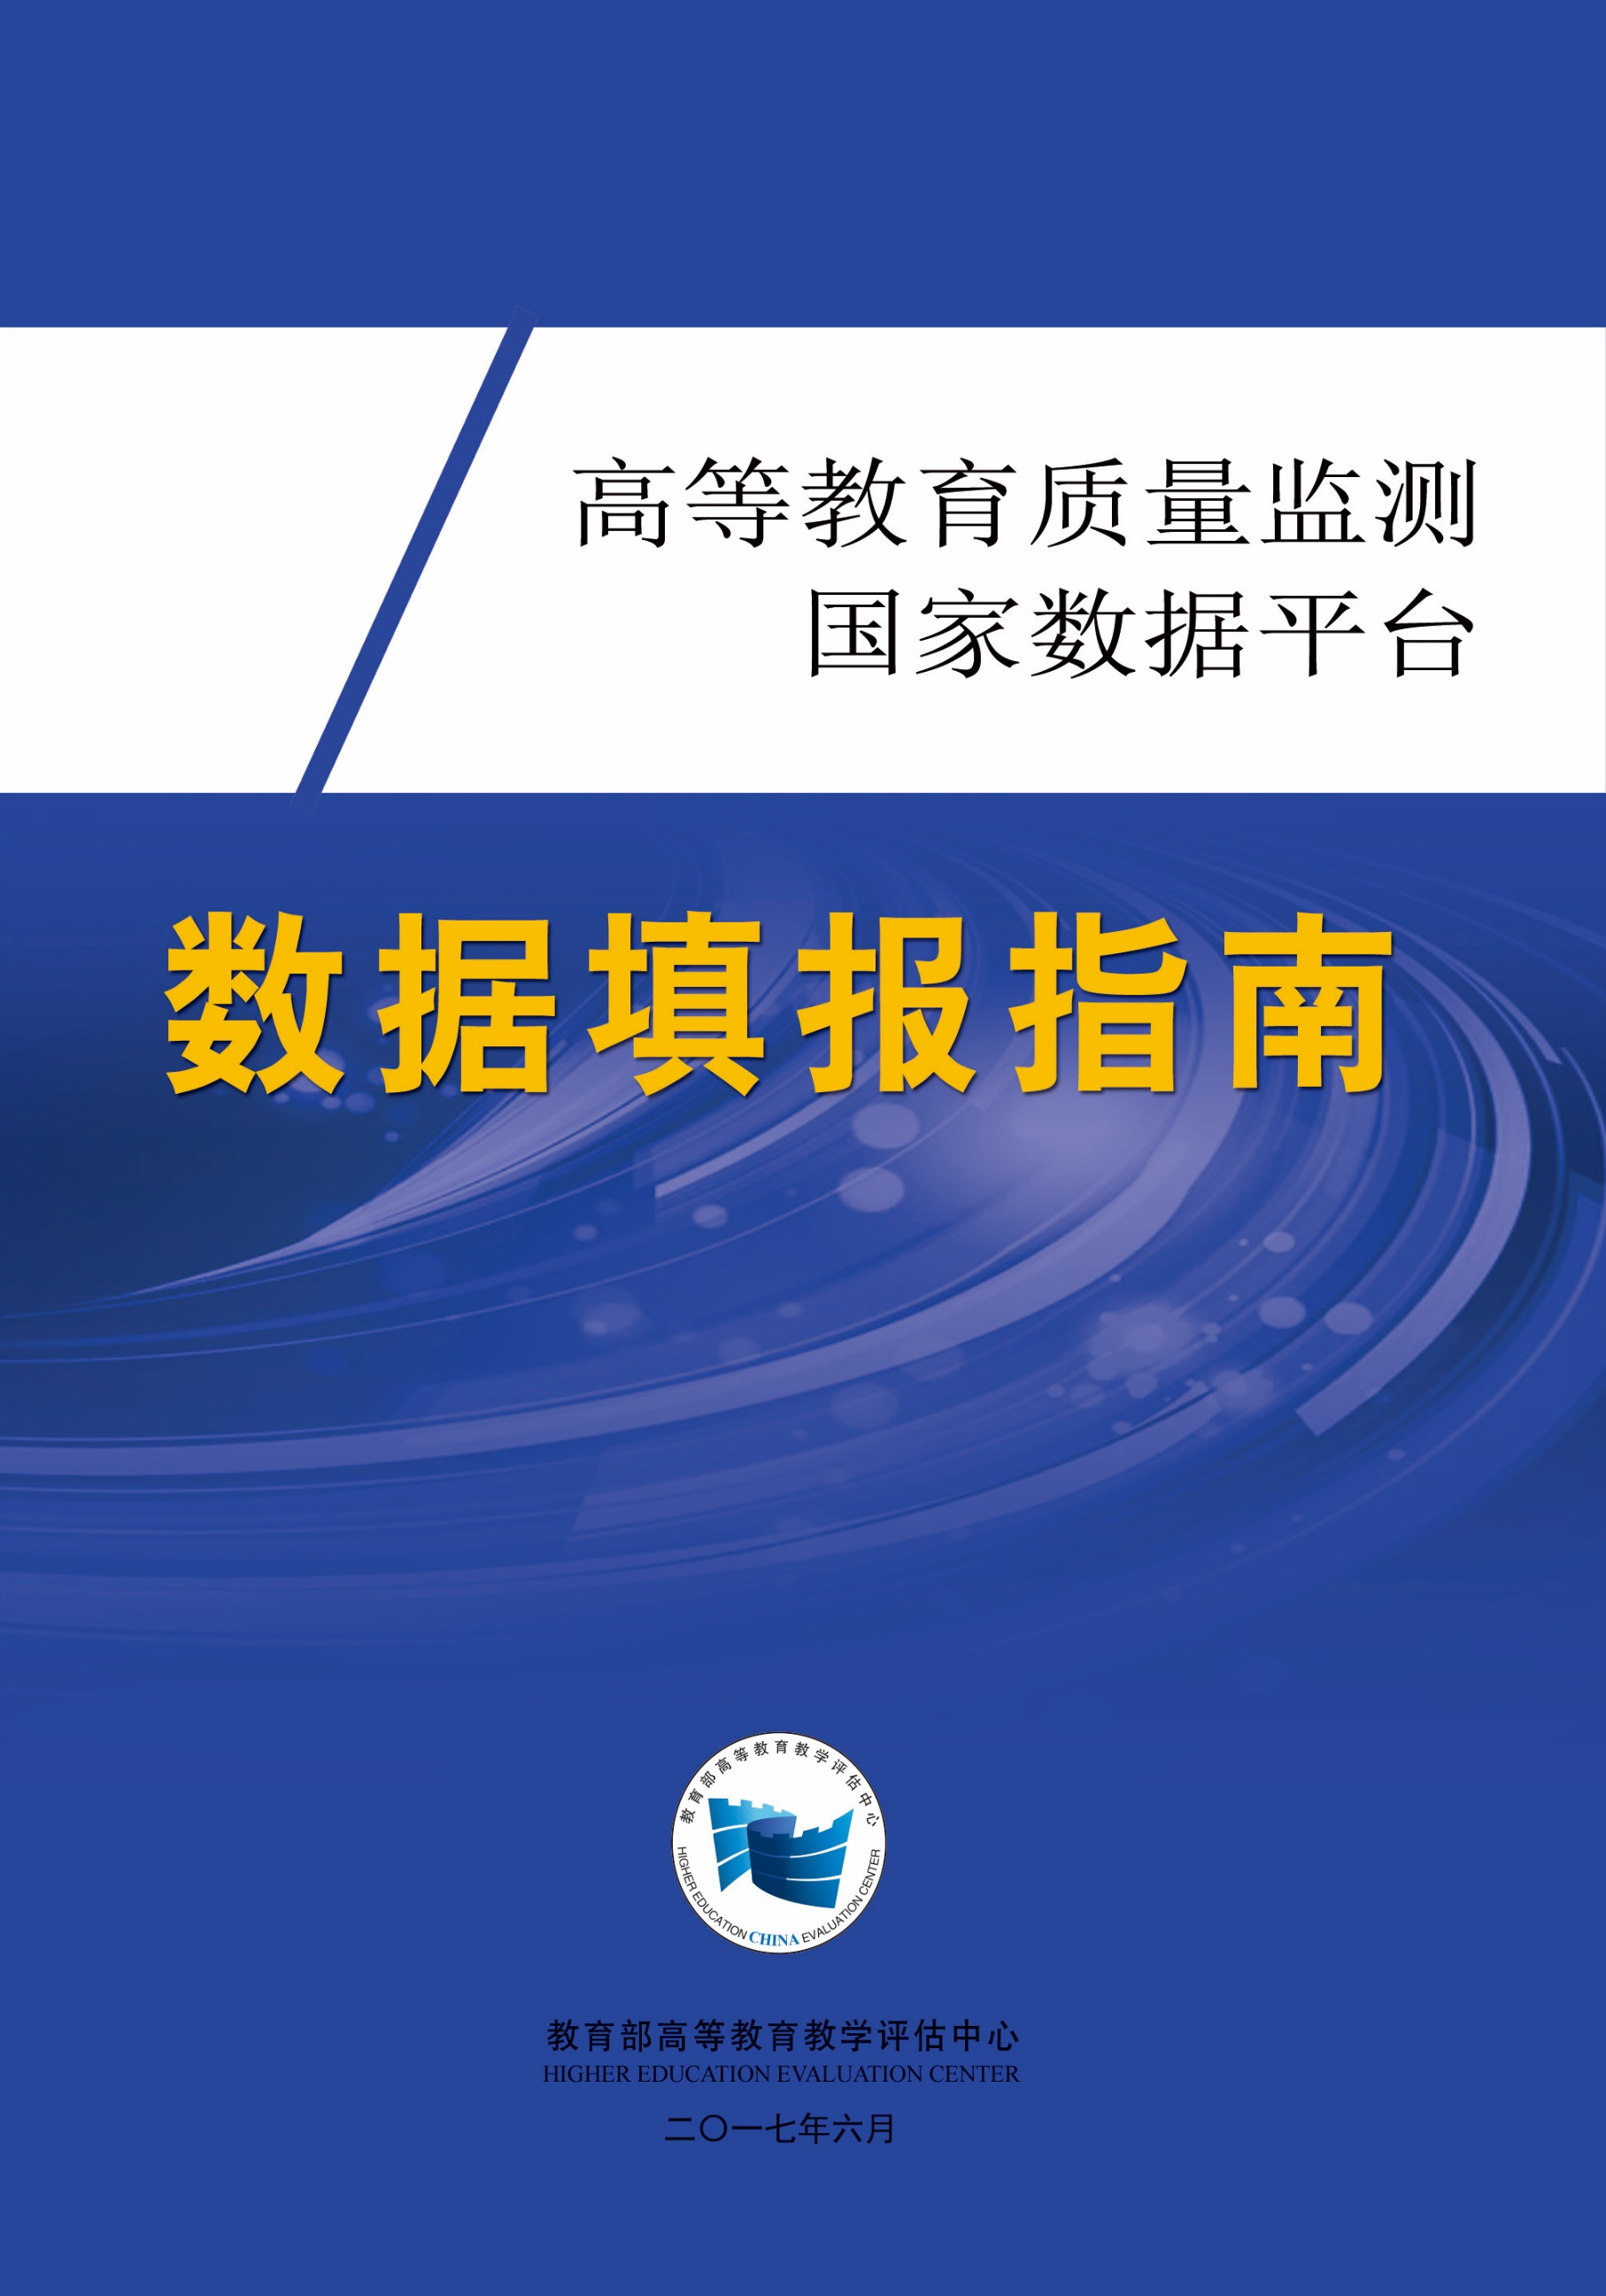 高等教育质量监测
国家数据平台
数据填报指南
教育部高等教育教学评估中心
HIGHER EDUCATION CHINA EVALUATION CENTER
教育部高等教育教学评估中心
HIGHER EDUCATION EVALUATION CENTER
二〇一七年六月